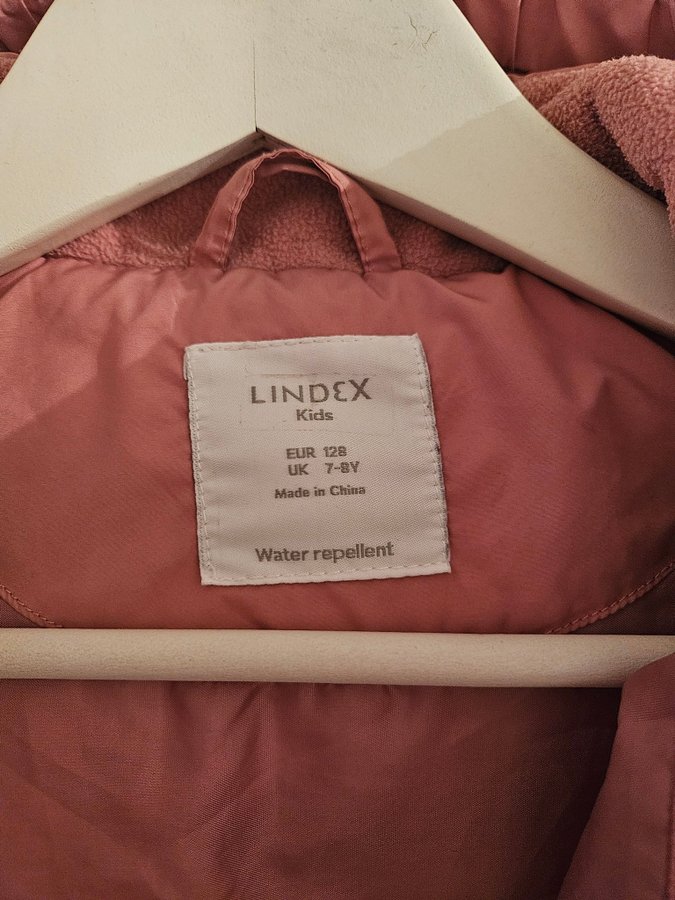 LINDEX
Kids
EUR 128
UK 7-8Y
Made in China
Water repellent